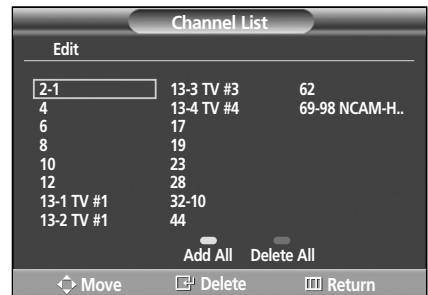 Channel List
Edit
2-1 13-3 TV #3 62
4 13-4 TV #4 69-98 NCAM-H..
6 17
8 19
10 23
12 28
13-1 TV #1 32-10
13-2 TV #1 44
Add All Delete All
Move Delete Return